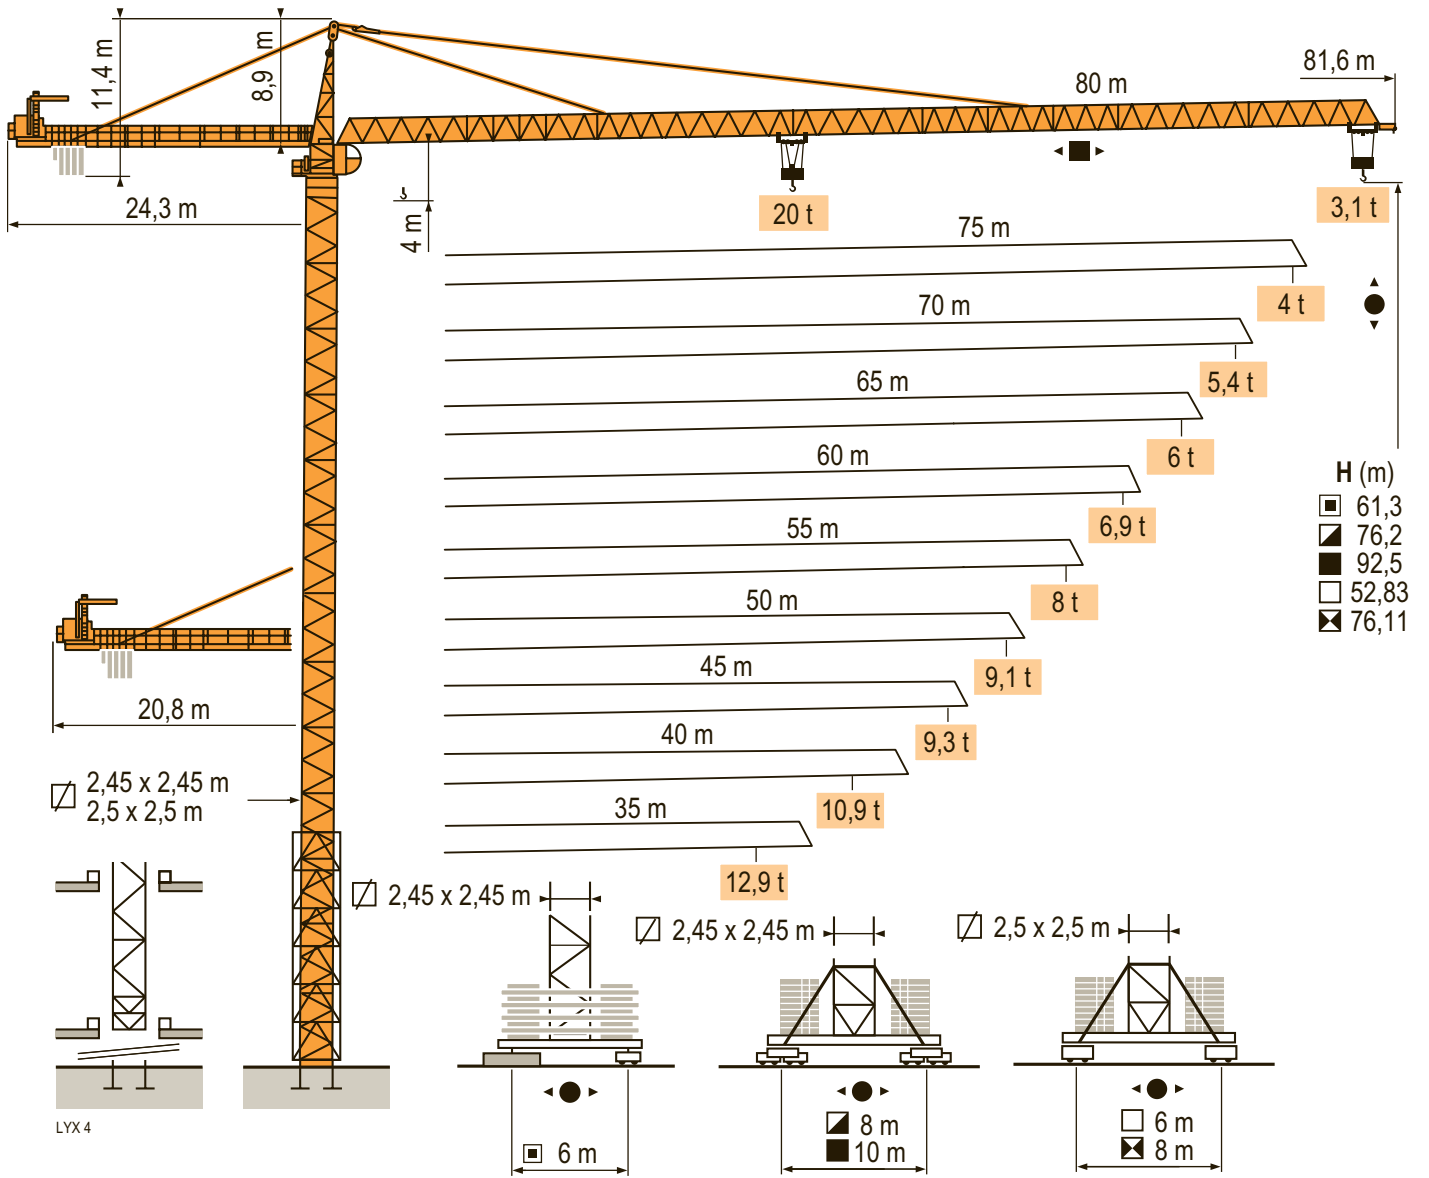 11,4 m
8,9 m
80 m
81,6 m
24,3 m
4 m
20 t
3,1 t
75 m
4 t
70 m
5,4 t
65 m
6 t
60 m
6,9 t
55 m
8 t
50 m
9,1 t
45 m
9,3 t
40 m
10,9 t
35 m
12,9 t
H (m)
61,3
76,2
92,5
52,83
76,11
20,8 m
2,45 x 2,45 m
2,5 x 2,5 m
2,45 x 2,45 m
2,45 x 2,45 m
2,5 x 2,5 m
LYX 4
6 m
8 m
10 m
6 m
8 m